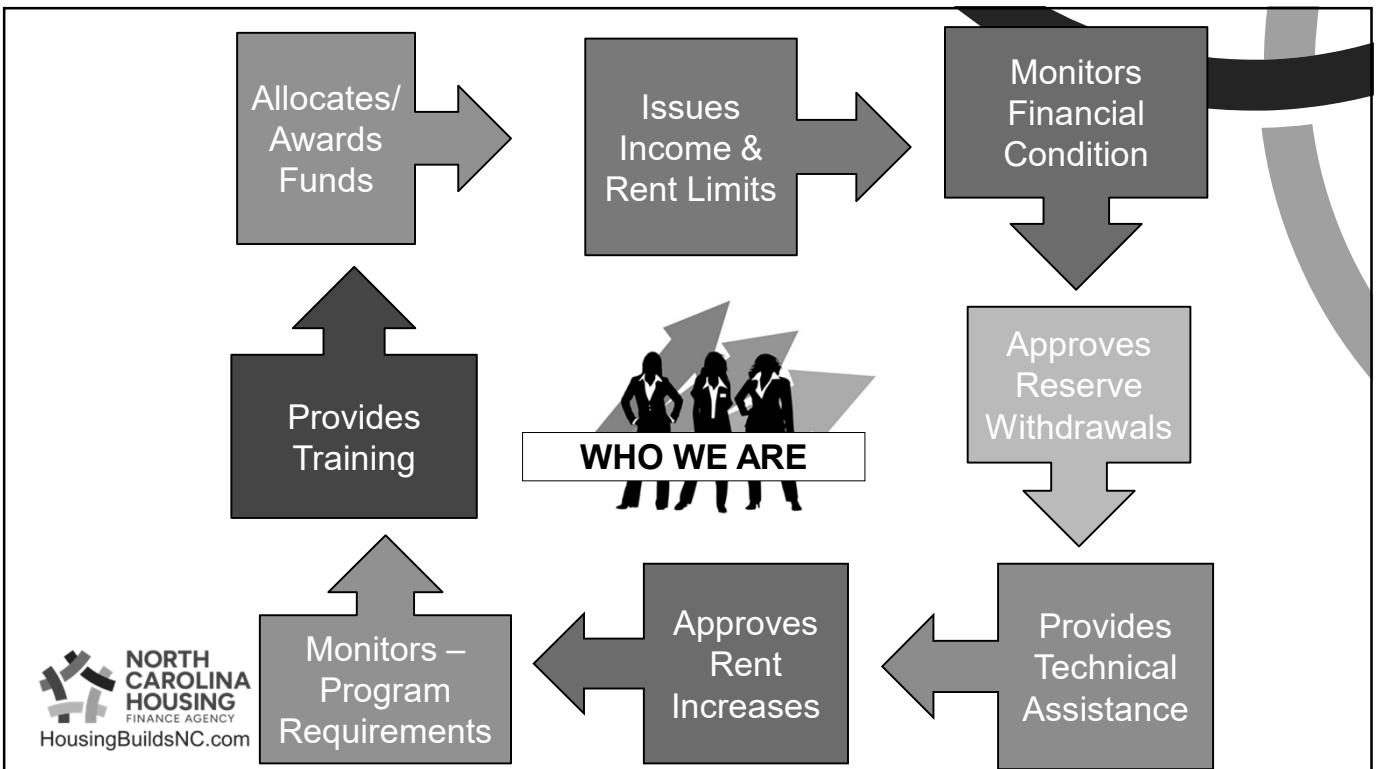 Allocates/
Awards
Funds
Issues
Income &
Rent Limits
Monitors
Financial
Condition
Approves
Reserve
Withdrawals
Provides
Technical
Assistance
Approves
Rent
Increases
Monitors –
Program
Requirements
Provides
Training
WHO WE ARE
NORTH
CAROLINA
HOUSING
FINANCE AGENCY
HousingBuildsNC.com